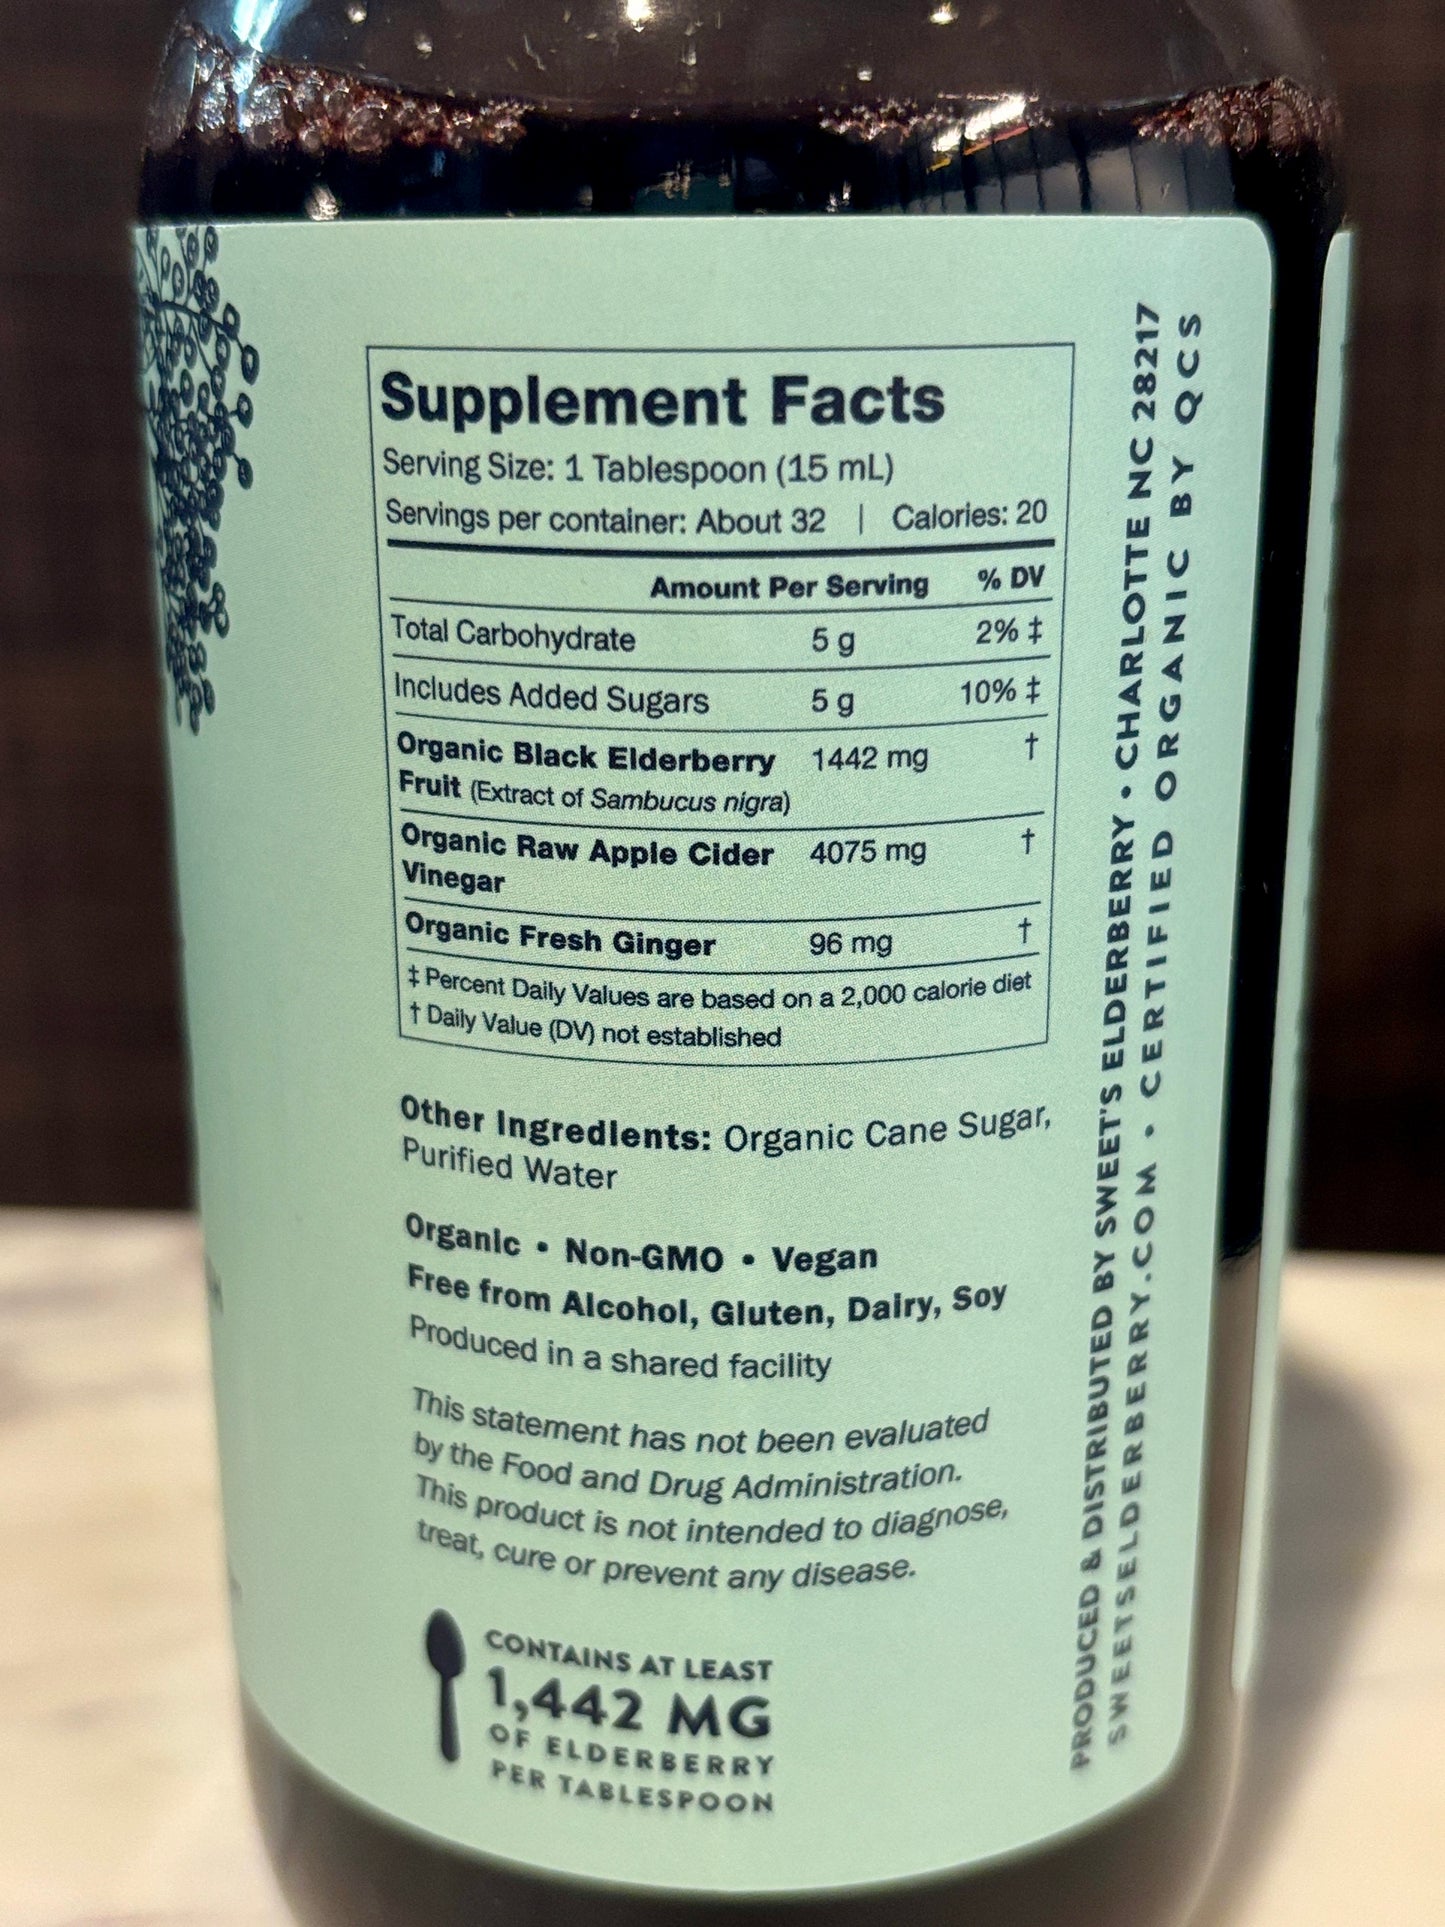 Supplement Facts
Serving Size: 1 Tablespoon (15 mL)
Servings per container: About 32 | Calories: 20
Amount Per Serving % DV
Total Carbohydrate 5 g 2% ‡
Includes Added Sugars 5 g 10% ‡
Organic Black Elderberry 1442 mg †
Fruit (Extract of Sambucus nigra)
Organic Raw Apple Cider 4075 mg †
Vinegar
Organic Fresh Ginger 96 mg †
‡ Percent Daily Values are based on a 2,000 calorie diet
† Daily Value (DV) not established
Other Ingredients: Organic Cane Sugar,
Purified Water
Organic • Non-GMO • Vegan
Free from Alcohol, Gluten, Dairy, Soy
Produced in a shared facility
This statement has not been evaluated
by the Food and Drug Administration.
This product is not intended to diagnose,
treat, cure or prevent any disease.
CONTAINS AT LEAST
1,442 MG
OF ELDERBERRY
PER TABLESPOON
PRODUCED & DISTRIBUTED BY SWEET'S ELDERBERRY • CHARLOTTE NC 28217
SWEETSELDERBERRY.COM • CERTIFIED ORGANIC BY QCS